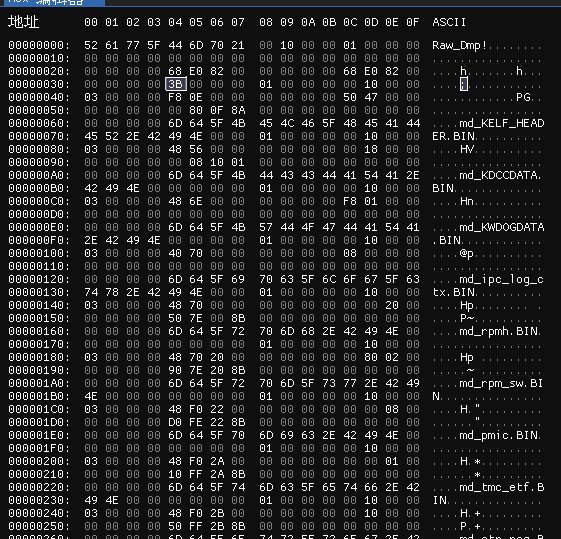 Hex 编辑器
地址 00 01 02 03 04 05 06 07 08 09 0A 0B 0C 0D 0E 0F ASCII
00000000: 52 61 77 5F 44 6D 70 21 00 10 00 00 01 00 00 00 Raw_Dmp!........
00000010: 00 00 00 00 00 00 00 00 00 00 00 00 00 00 00 00 ................
00000020: 00 00 00 00 68 E0 82 00 00 00 00 00 68 E0 82 00 ....h.......h...
00000030: 00 00 00 00 3B 00 00 00 01 00 00 00 00 10 00 00 ....;...........
00000040: 03 00 00 00 F8 0E 00 00 00 00 00 00 50 47 00 00 ............PG..
00000050: 00 00 00 00 00 80 0F 8A 00 00 00 00 00 00 00 00 ................
00000060: 00 00 00 00 6D 64 5F 4B 45 4C 46 5F 48 45 41 44 ....md_KELF_HEAD
00000070: 45 52 2E 42 49 4E 00 00 01 00 00 00 00 10 00 00 ER.BIN..........
00000080: 03 00 00 00 48 56 00 00 00 00 00 00 00 18 00 00 ....HV..........
00000090: 00 00 00 00 00 08 10 01 00 00 00 00 00 00 00 00 ................
000000A0: 00 00 00 00 6D 64 5F 4B 44 43 43 44 41 54 41 2E ....md_KDCCDATA.
000000B0: 42 49 4E 00 00 00 00 00 01 00 00 00 00 10 00 00 BIN.............
000000C0: 03 00 00 00 48 6E 00 00 00 00 00 00 F8 01 00 00 ....Hn..........
000000D0: 00 00 00 00 00 00 00 00 00 00 00 00 00 00 00 00 ................
000000E0: 00 00 00 00 6D 64 5F 4B 57 44 4F 47 44 41 54 41 ....md_KWDOGDATA
000000F0: 2E 42 49 4E 00 00 00 00 01 00 00 00 00 10 00 00 .BIN............
00000100: 03 00 00 00 40 70 00 00 00 00 00 00 08 00 00 00 ....@p..........
00000110: 00 00 00 00 00 00 00 00 00 00 00 00 00 00 00 00 ................
00000120: 00 00 00 00 6D 64 5F 69 70 63 5F 6C 6F 67 5F 63 ....md_ipc_log_c
00000130: 74 78 2E 42 49 4E 00 00 01 00 00 00 00 10 00 00 tx.BIN..........
00000140: 03 00 00 00 48 70 00 00 00 00 00 00 00 20 00 00 ....Hp....... ..
00000150: 00 00 00 00 50 7E 00 8B 00 00 00 00 00 00 00 00 ....P~..........
00000160: 00 00 00 00 6D 64 5F 72 70 6D 68 2E 42 49 4E 00 ....md_rpmh.BIN.
00000170: 00 00 00 00 00 00 00 00 01 00 00 00 00 10 00 00 ................
00000180: 03 00 00 00 48 70 20 00 00 00 00 00 80 02 00 00 ....Hp .........
00000190: 00 00 00 00 90 7E 20 8B 00 00 00 00 00 00 00 00 .....~ .........
000001A0: 00 00 00 00 6D 64 5F 72 70 6D 5F 73 77 2E 42 49 ....md_rpm_sw.BI
000001B0: 4E 00 00 00 00 00 00 00 01 00 00 00 00 10 00 00 N...............
000001C0: 03 00 00 00 48 F0 22 00 00 00 00 00 00 08 00 00 ....H.".........
000001D0: 00 00 00 00 D0 FE 22 8B 00 00 00 00 00 00 00 00 ......".........
000001E0: 00 00 00 00 6D 64 5F 70 6D 69 63 2E 42 49 4E 00 ....md_pmic.BIN.
000001F0: 00 00 00 00 00 00 00 00 01 00 00 00 00 10 00 00 ................
00000200: 03 00 00 00 48 F0 2A 00 00 00 00 00 00 01 00 00 ....H.*.........
00000210: 00 00 00 00 10 FF 2A 8B 00 00 00 00 00 00 00 00 ......*.........
00000220: 00 00 00 00 6D 64 5F 74 6D 63 5F 65 74 66 2E 42 ....md_tmc_etf.B
00000230: 49 4E 00 00 00 00 00 00 01 00 00 00 00 10 00 00 IN..............
00000240: 03 00 00 00 48 F0 2B 00 00 00 00 00 00 10 00 00 ....H.+.........
00000250: 00 00 00 00 50 FF 2B 8B 00 00 00 00 00 00 00 00 ....P.+.........